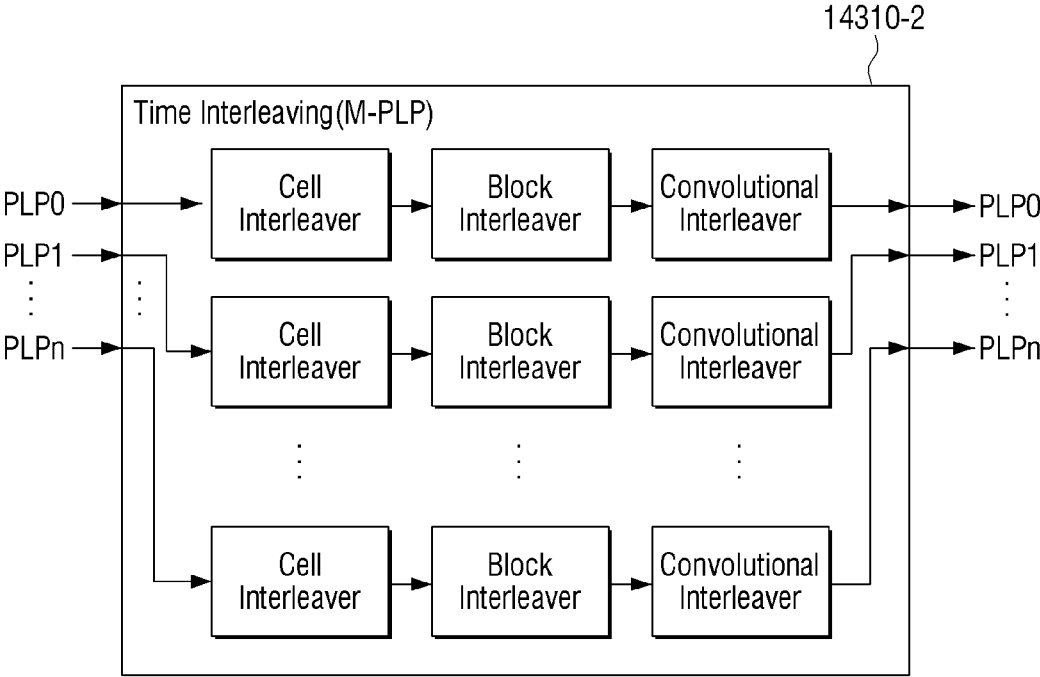 14310-2
Time Interleaving(M-PLP)
PLP0
Cell
Interleaver
Block
Interleaver
Convolutional
Interleaver
PLP0
PLP1
PLP1
PLPn
Cell
Interleaver
Block
Interleaver
Convolutional
Interleaver
PLPn
Cell
Interleaver
Block
Interleaver
Convolutional
Interleaver